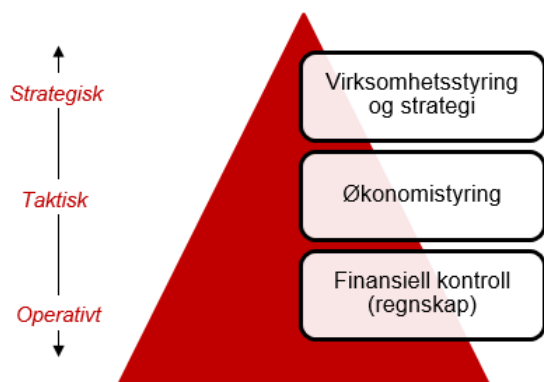 Strategisk
Virksomhetsstyring
og strategi
Taktisk
Økonomistyring
Operativt
Finansiell kontroll
(regnskap)